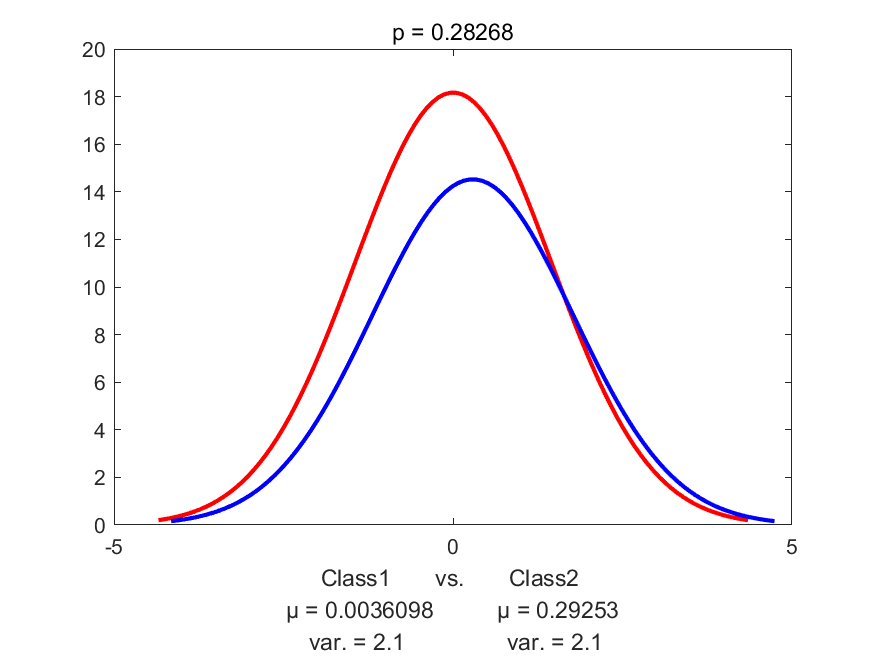 p = 0.28268
20
18
16
14
12
10
8
6
4
2
0
-5 0 5
Class1 vs. Class2
μ = 0.0036098 μ = 0.29253
var. = 2.1 var. = 2.1